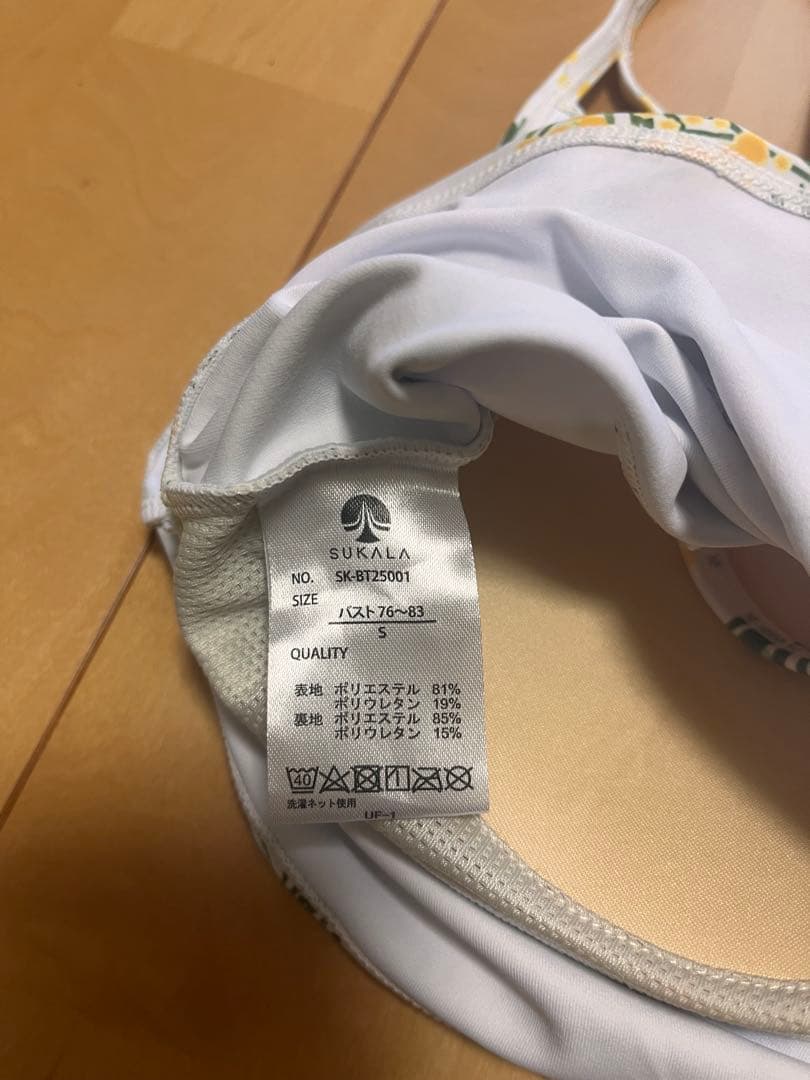 SUKALA
NO. SK-BT25001
SIZE
バスト76〜83
S
QUALITY
表地 ポリエステル 81%
ポリウレタン 19%
裏地 ポリエステル 85%
ポリウレタン 15%
40
洗濯ネット使用
UF-1